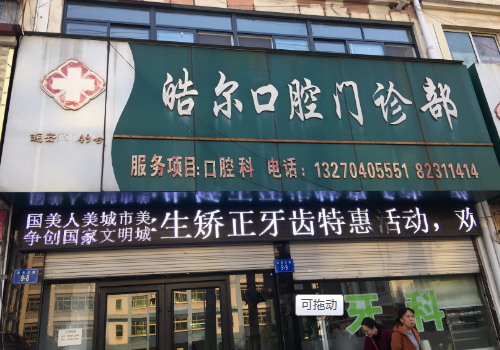 皓尔口腔门诊部
服务项目:口腔科 电话: 13270405551 82311414
国美人美城市美
争创国家文明城
生矫正牙齿特惠活动，欢
可拖动
牙科